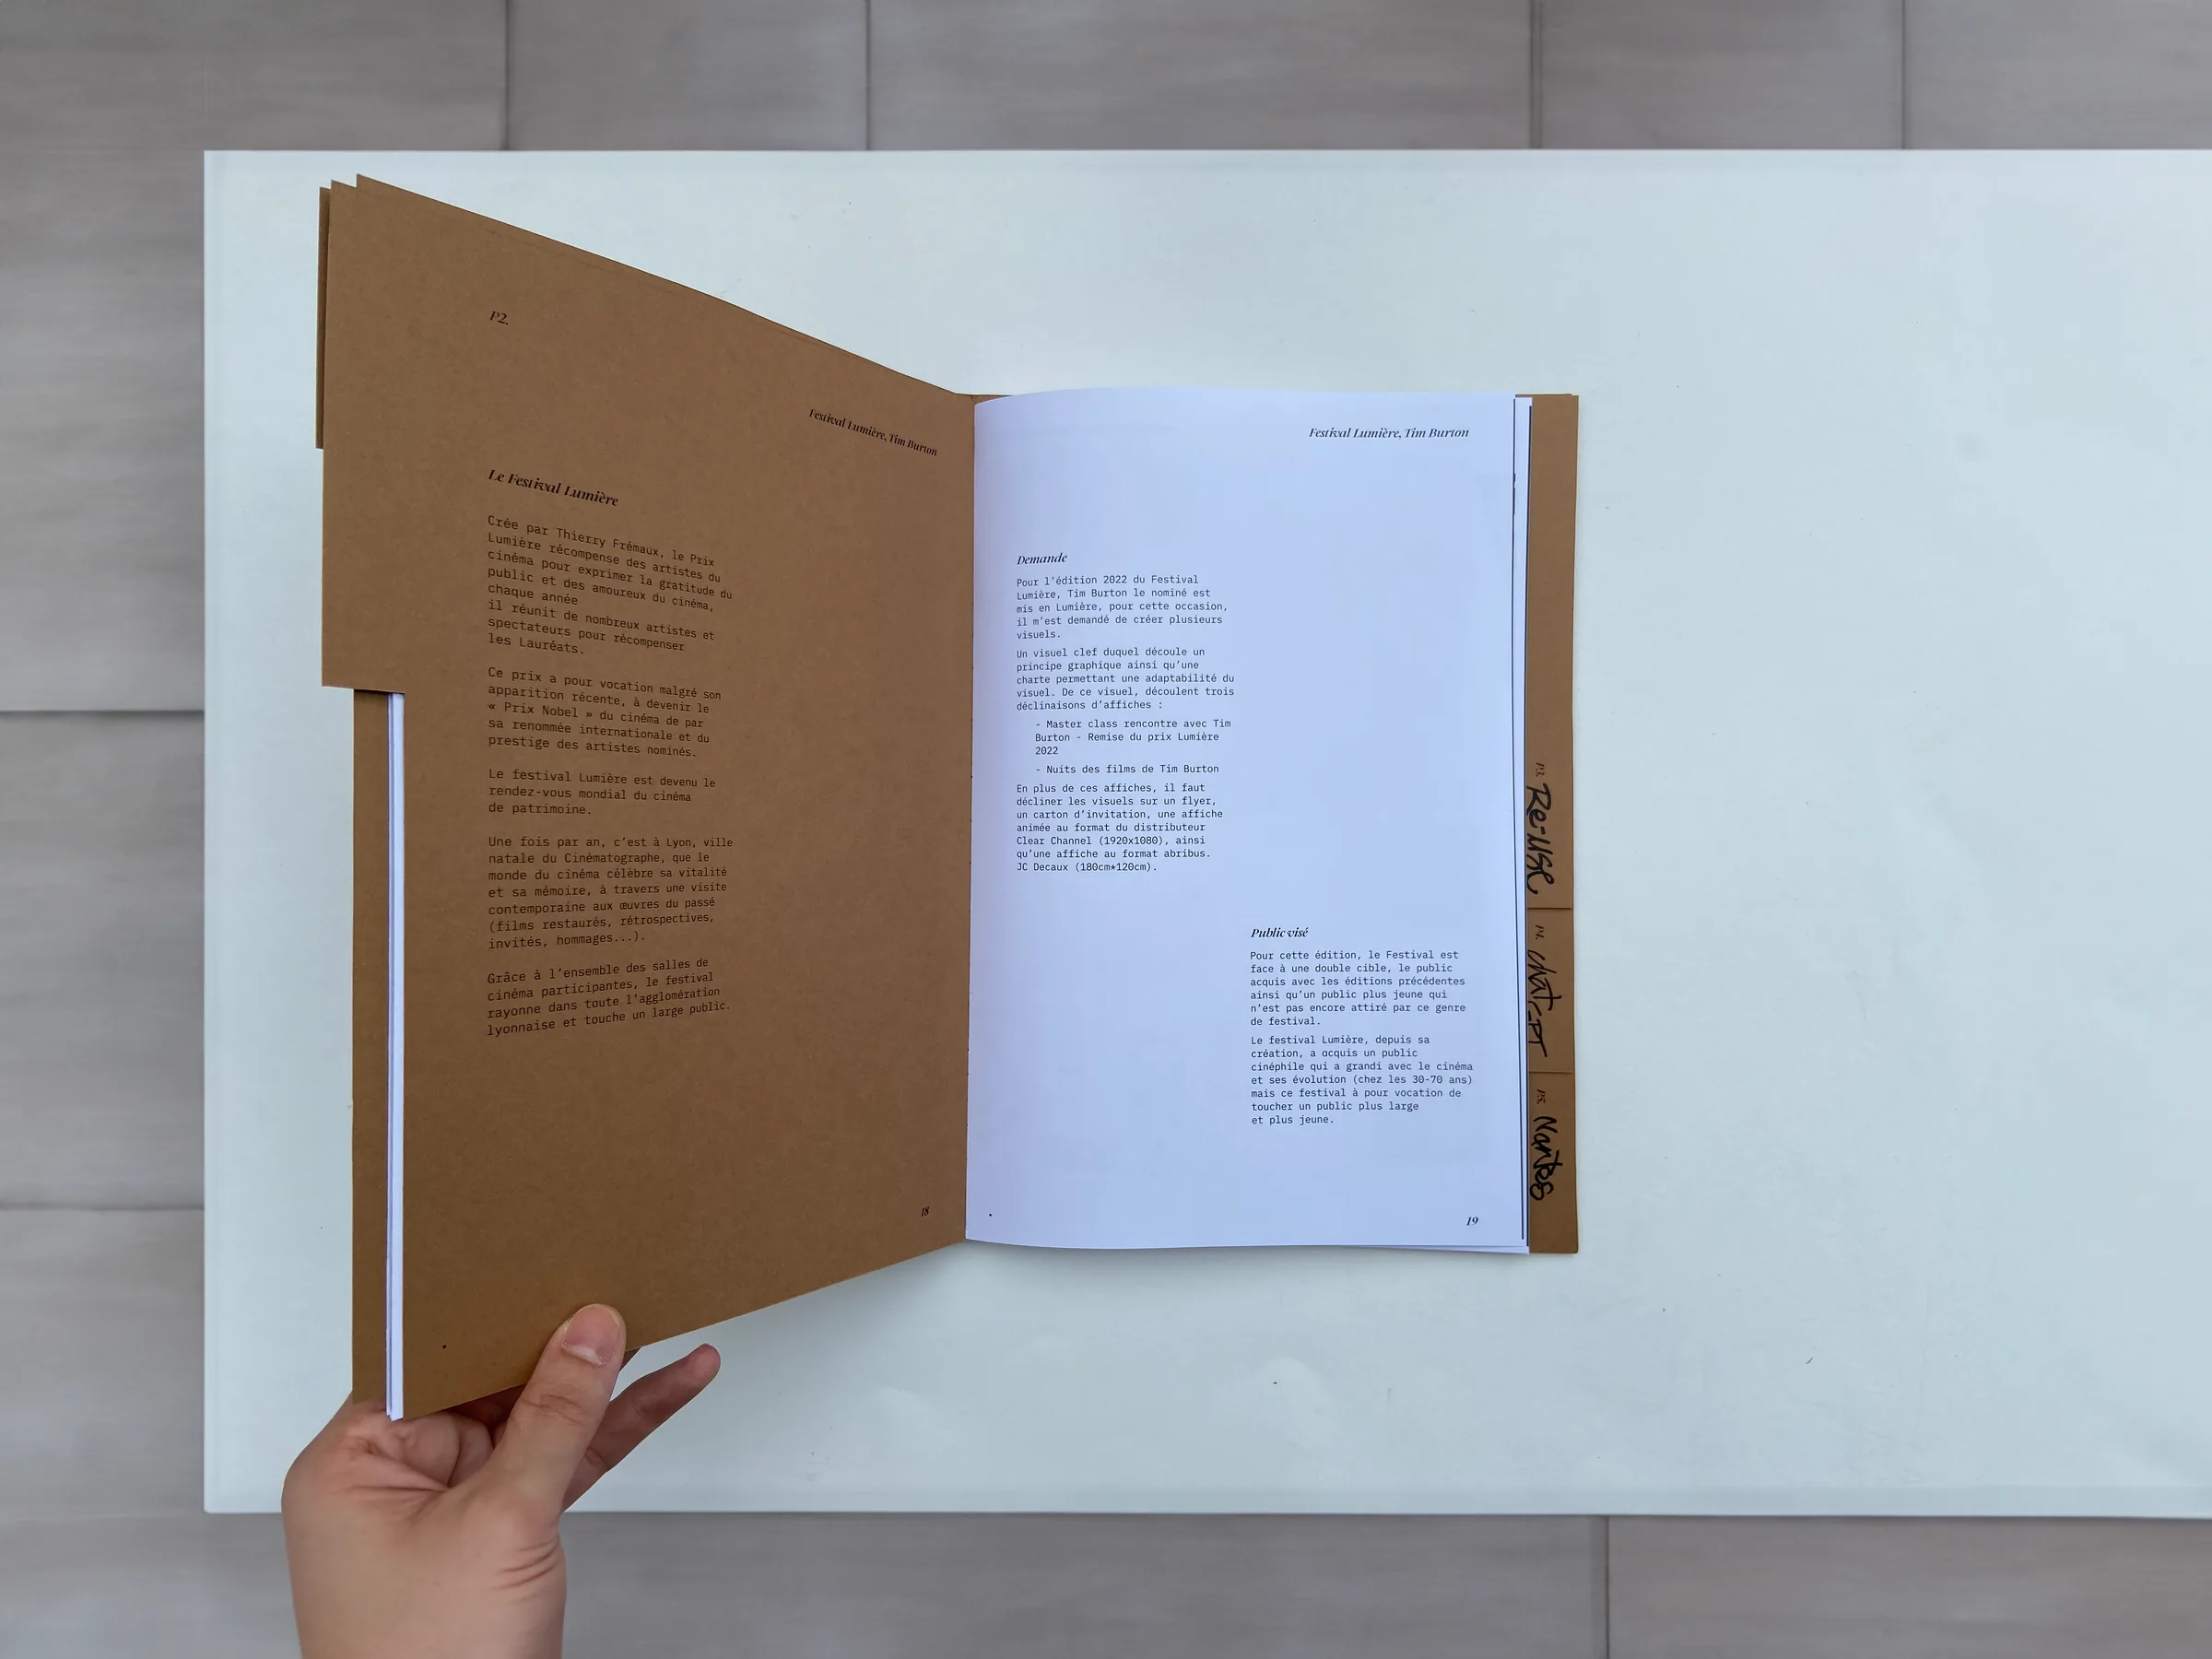 P2.
Festival Lumière, Tim Burton
Le Festival Lumière
Crée par Thierry Frémaux, le Prix
Lumière récompense des artistes du
cinéma pour exprimer la gratitude du
public et des amoureux du cinéma,
chaque année
il réunit de nombreux artistes et
spectateurs pour récompenser
les Lauréats.
Ce prix a pour vocation malgré son
apparition récente, à devenir le
« Prix Nobel » du cinéma de par
sa renommée internationale et du
prestige des artistes nominés.
Le festival Lumière est devenu le
rendez-vous mondial du cinéma
de patrimoine.
Une fois par an, c’est à Lyon, ville
natale du Cinématographe, que le
monde du cinéma célèbre sa vitalité
et sa mémoire, à travers une visite
contemporaine aux œuvres du passé
(films restaurés, rétrospectives,
invités, hommages...).
Grâce à l’ensemble des salles de
cinéma participantes, le festival
rayonne dans toute l’agglomération
lyonnaise et touche un large public.
18
Festival Lumière, Tim Burton
Demande
Pour l’édition 2022 du Festival
Lumière, Tim Burton le nominé est
mis en Lumière, pour cette occasion,
il m’est demandé de créer plusieurs
visuels.
Un visuel clef duquel découle un
principe graphique ainsi qu’une
charte permettant une adaptabilité du
visuel. De ce visuel, découlent trois
déclinaisons d’affiches :
- Master class rencontre avec Tim
Burton - Remise du prix Lumière
2022
- Nuits des films de Tim Burton
En plus de ces affiches, il faut
décliner les visuels sur un flyer,
un carton d’invitation, une affiche
animée au format du distributeur
Clear Channel (1920x1080), ainsi
qu’une affiche au format abribus.
JC Decaux (180cm*120cm).
Public visé
Pour cette édition, le Festival est
face à une double cible, le public
acquis avec les éditions précédentes
ainsi qu’un public plus jeune qui
n’est pas encore attiré par ce genre
de festival.
Le festival Lumière, depuis sa
création, a acquis un public
cinéphile qui a grandi avec le cinéma
et ses évolution (chez les 30-70 ans)
mais ce festival à pour vocation de
toucher un public plus large
et plus jeune.
19
P3. Re-use
P4.
P5. Nantes